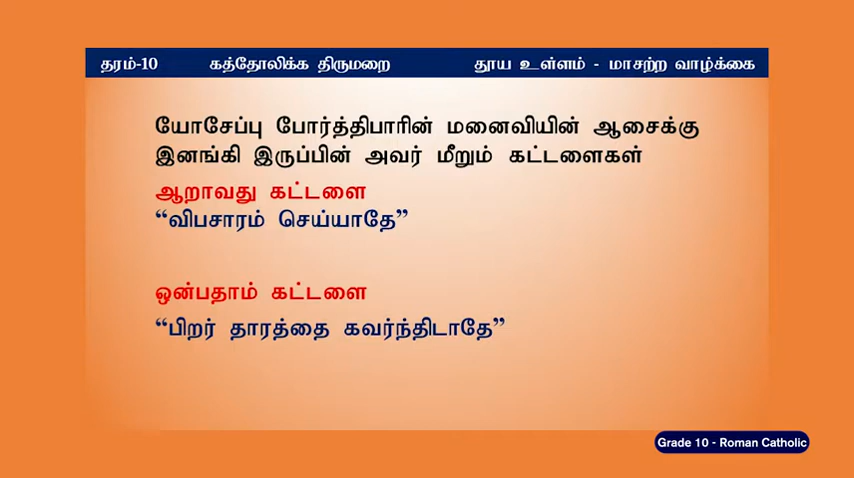 தரம்-10 கத்தோலிக்க திருமறை தூய உள்ளம் - மாசற்ற வாழ்க்கை
யோசேப்பு போர்த்திபாரின் மனைவியின் ஆசைக்கு
இனங்கி இருப்பின் அவர் மீறும் கட்டளைகள்
ஆறாவது கட்டளை
“விபசாரம் செய்யாதே”
ஒன்பதாம் கட்டளை
“பிறர் தாரத்தை கவர்ந்திடாதே”
Grade 10 - Roman Catholic